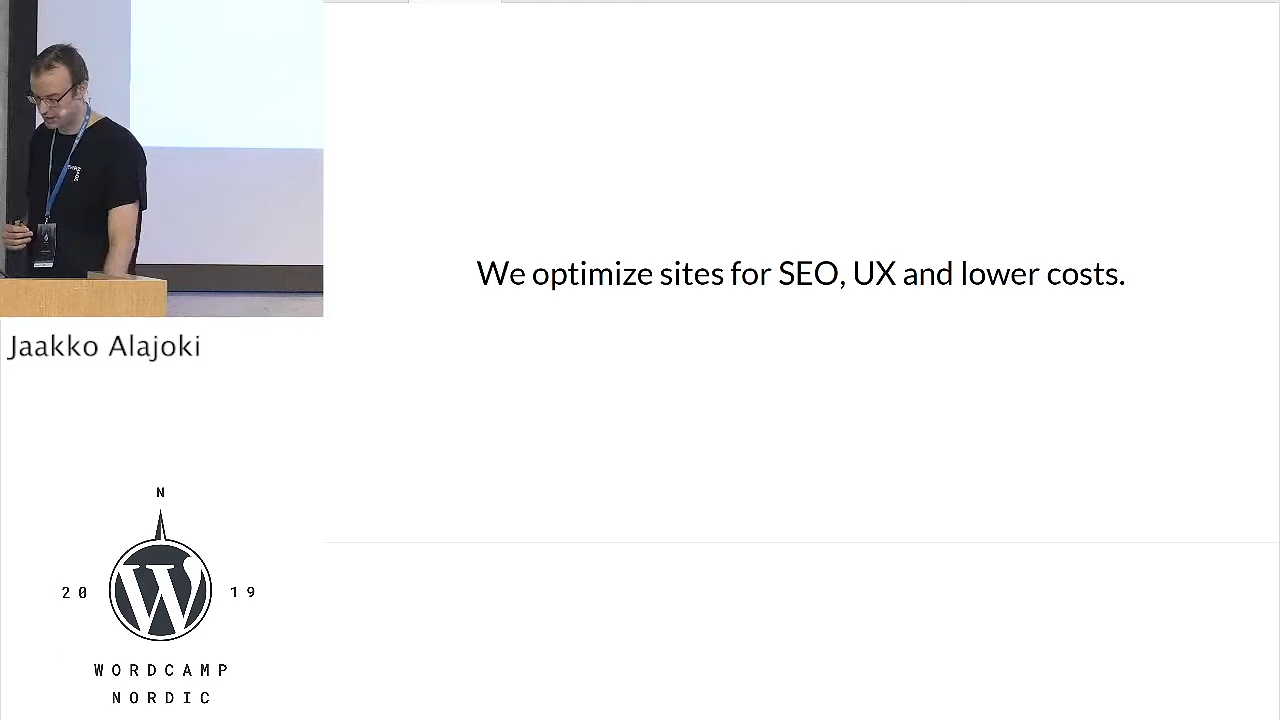 We optimize sites for SEO, UX and lower costs.
Jaakko Alajoki
N
20 19
WORDCAMP
NORDIC